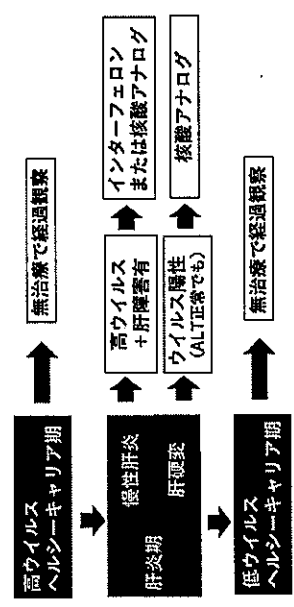 高ウイルス
ヘルシーキャリア期
無治療で経過観察
肝炎期
慢性肝炎
高ウイルス
+肝障害有
インターフェロン
または核酸アナログ
肝硬変
ウイルス陽性
(ALT正常でも)
核酸アナログ
低ウイルス
ヘルシーキャリア期
無治療で経過観察